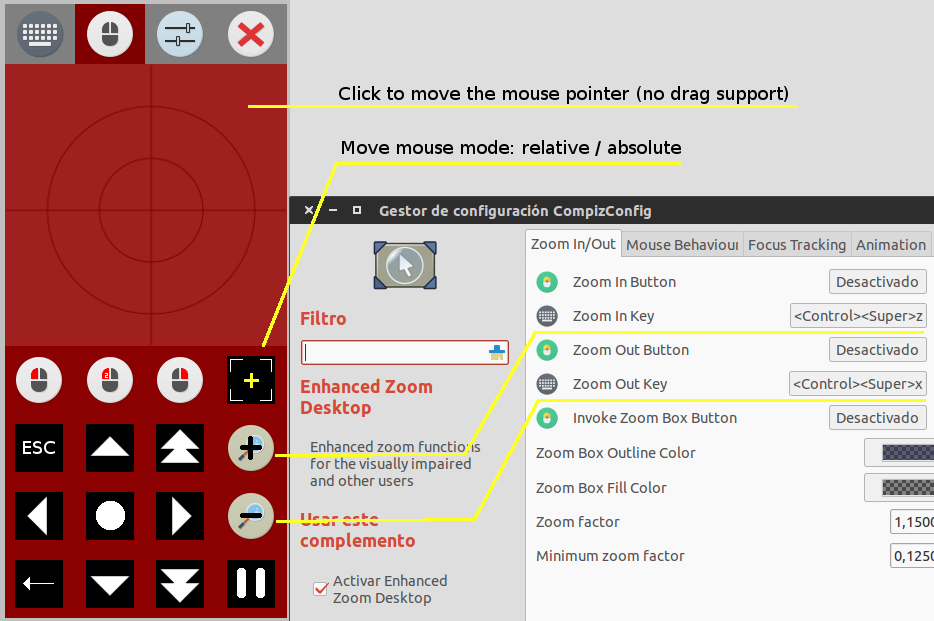 Click to move the mouse pointer (no drag support)
Move mouse mode: relative / absolute
Gestor de configuración CompizConfig
Zoom In/Out
Mouse Behaviour
Focus Tracking
Animation
Filtro
Enhanced Zoom
Desktop
Enhanced zoom functions
for the visually impaired
and other users
Usar este
complemento
Activar Enhanced
Zoom Desktop
Zoom In Button
Desactivado
Zoom In Key
<Control><Super>z
Zoom Out Button
Desactivado
Zoom Out Key
<Control><Super>x
Invoke Zoom Box Button
Desactivado
Zoom Box Outline Color
Zoom Box Fill Color
Zoom factor
1,1500
Minimum zoom factor
0,1250
2
ESC